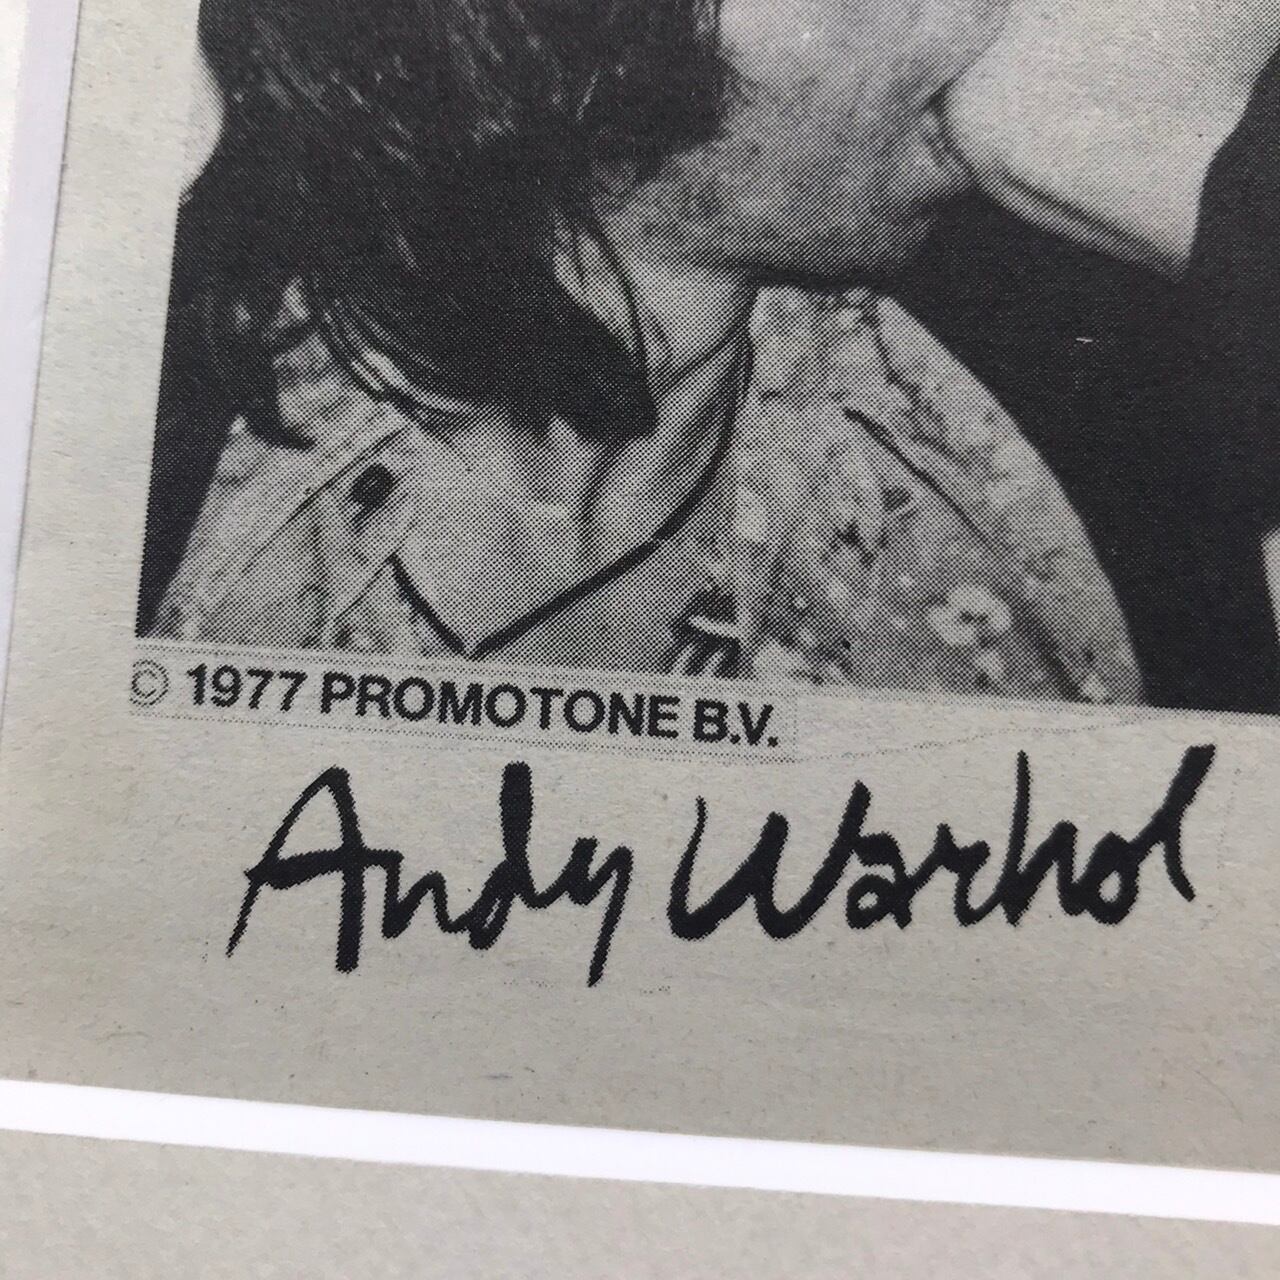 © 1977 PROMOTONE B.V.
Andy Warhol